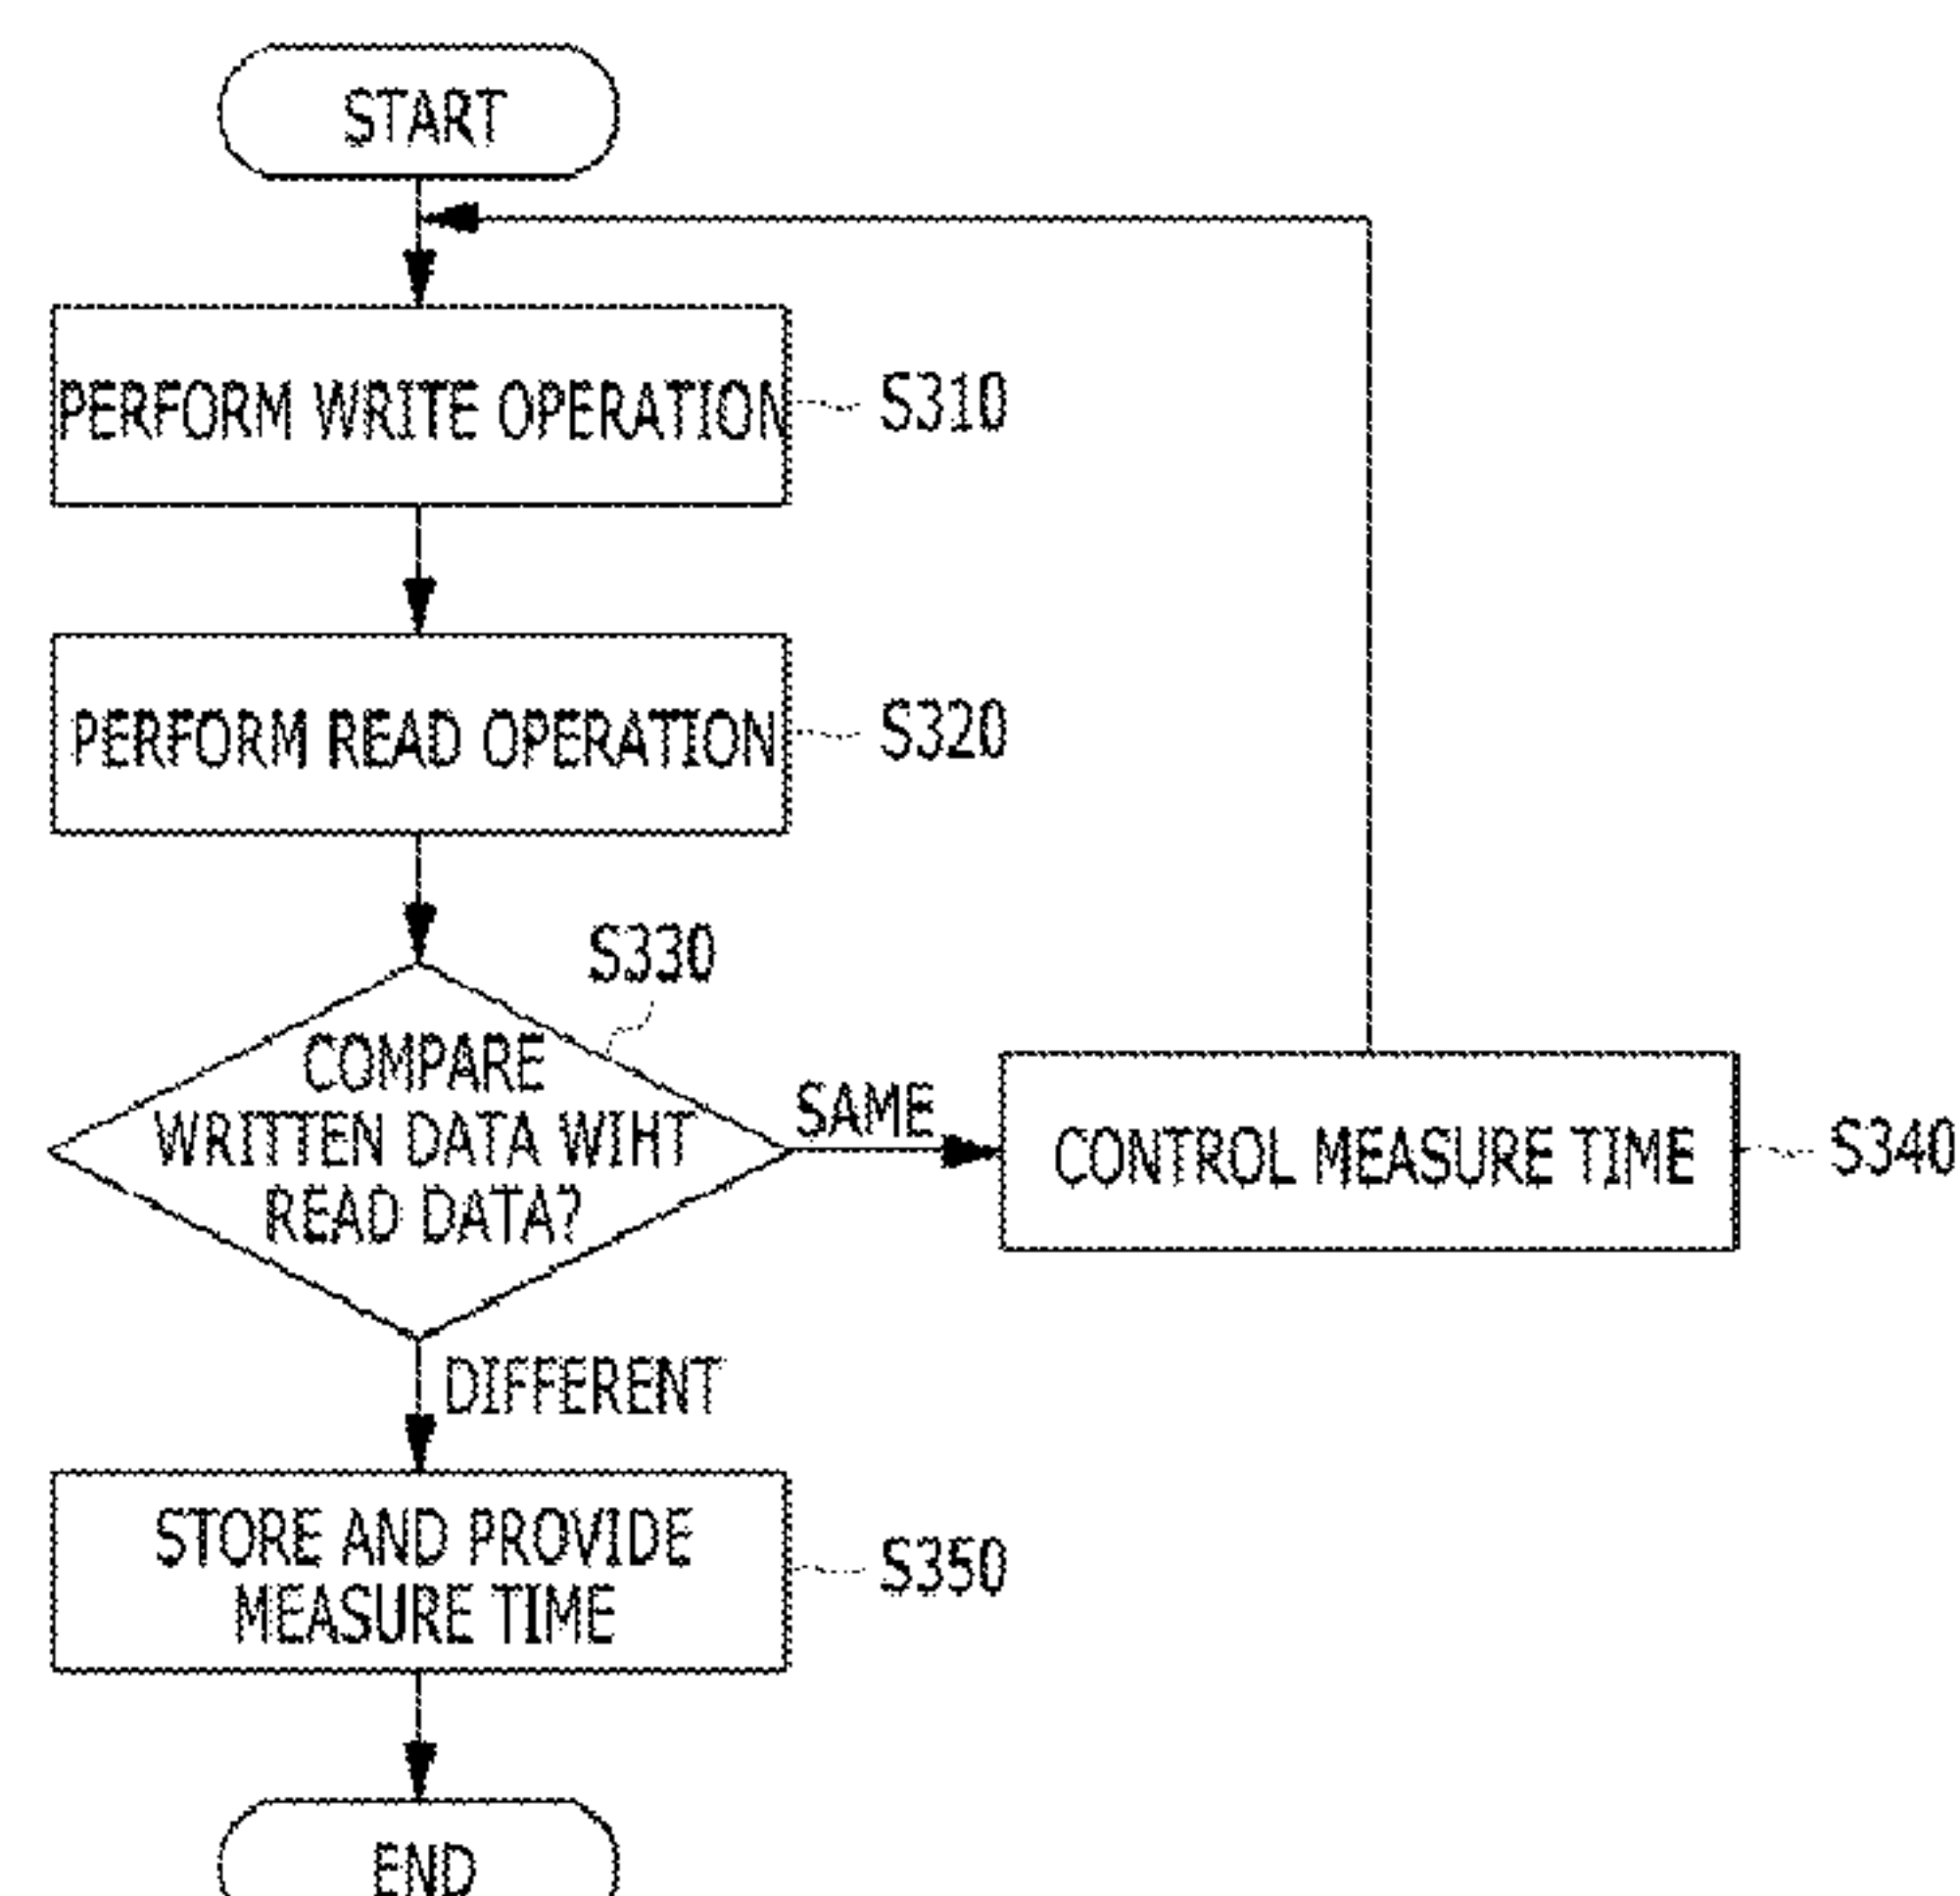 START
PERFORM WRITE OPERATION
S310
PERFORM READ OPERATION
S320
S330
COMPARE
WRITTEN DATA WIHT
READ DATA?
SAME
CONTROL MEASURE TIME
S340
DIFFERENT
STORE AND PROVIDE
MEASURE TIME
S350
END